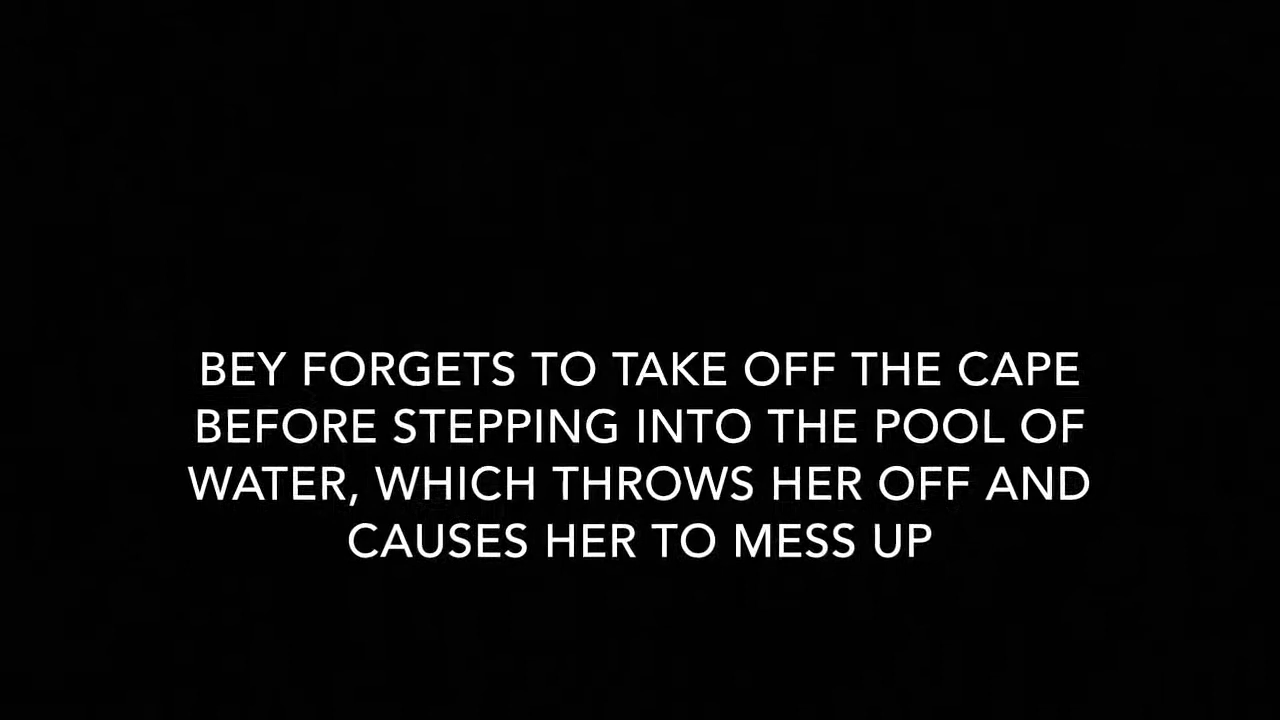 BEY FORGETS TO TAKE OFF THE CAPE
BEFORE STEPPING INTO THE POOL OF
WATER, WHICH THROWS HER OFF AND
CAUSES HER TO MESS UP